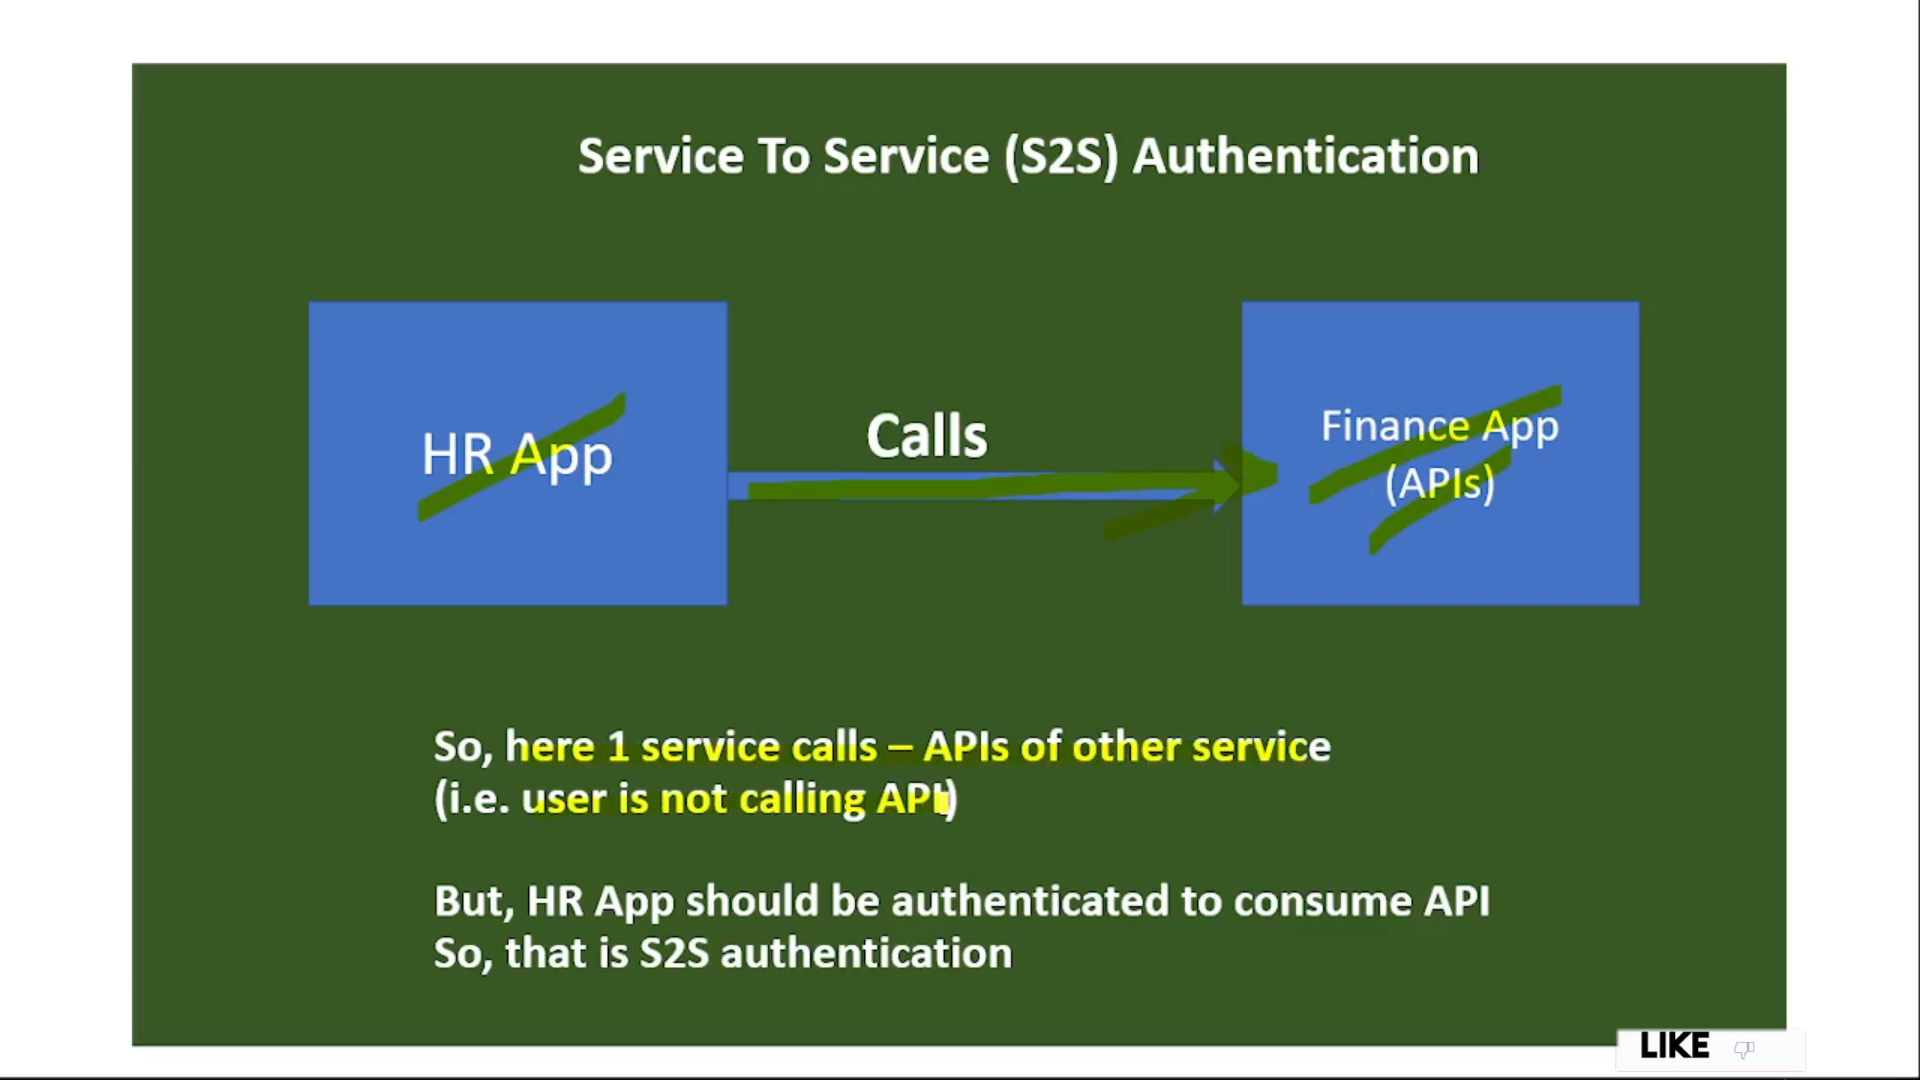 Service To Service (S2S) Authentication
HR App
Calls
Finance App
(APIs)
So, here 1 service calls – APIs of other service
(i.e. user is not calling API)
But, HR App should be authenticated to consume API
So, that is S2S authentication
LIKE